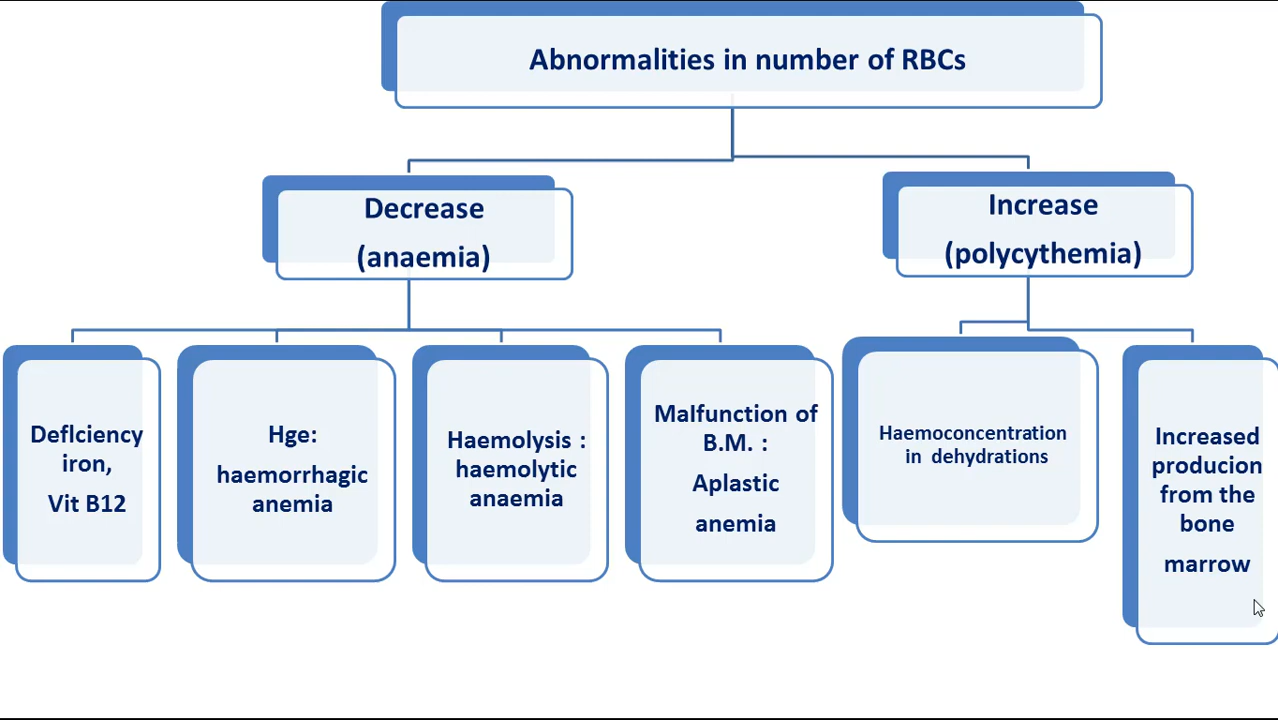 Abnormalities in number of RBCs
Decrease
(anaemia)
Increase
(polycythemia)
Deflciency
iron,
Vit B12
Hge:
haemorrhagic
anemia
Haemolysis :
haemolytic
anaemia
Malfunction of
B.M. :
Aplastic
anemia
Haemoconcentration
in dehydrations
Increased
producion
from the
bone
marrow